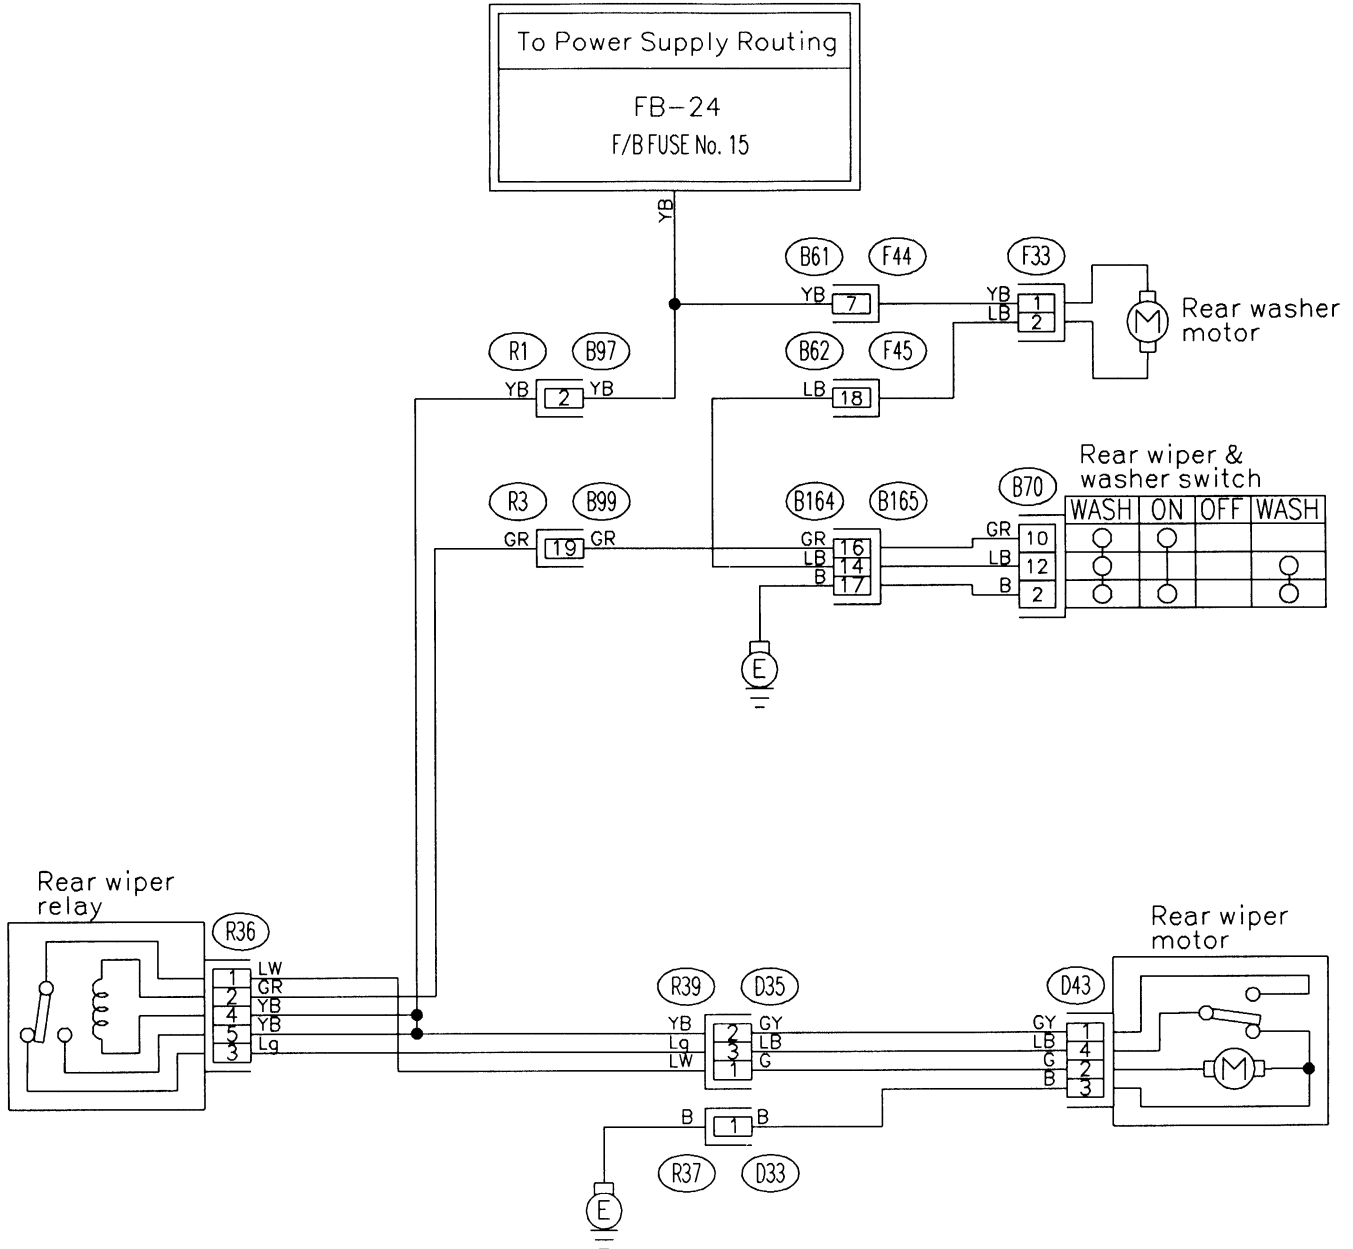 To Power Supply Routing
FB-24
F/B FUSE No. 15
YB
B61 F44 F33
YB 7 YB 1
LB 2
M
Rear washer
motor
R1 B97 B62 F45
YB 2 YB LB 18
Rear wiper &
washer switch
R3 B99 B164 B165 B70
WASH ON OFF WASH
GR 19 GR GR 16 GR 10
LB 14 LB 12
B 17 B 2
E
Rear wiper
relay
R36
1 LW
2 GR
4 YB
5 YB
3 Lg
Rear wiper
motor
R39 D35 D43
YB 2 GY GY 1
Lg 3 LB LB 4
LW 1 G G 2
B 3
M
B 1 B
R37 D33
E